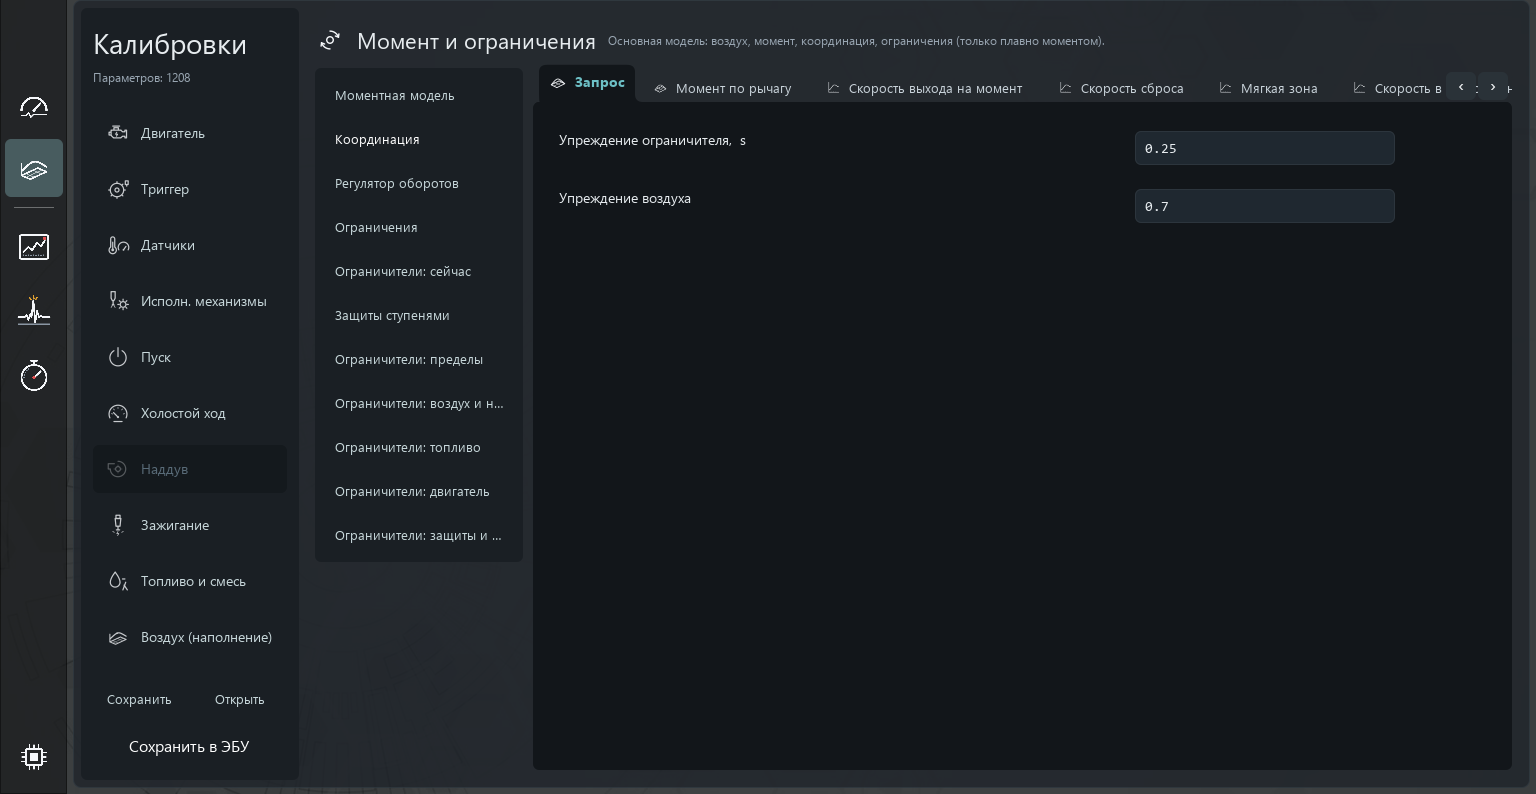 Калибровки
Параметров: 1208
Двигатель
Триггер
Датчики
Исполн. механизмы
Пуск
Холостой ход
Наддув
Зажигание
Топливо и смесь
Воздух (наполнение)
Сохранить Открыть
Сохранить в ЭБУ
Момент и ограничения Основная модель: воздух, момент, координация, ограничения (только плавно моментом).
Моментная модель
Координация
Регулятор оборотов
Ограничения
Ограничители: сейчас
Защиты ступенями
Ограничители: пределы
Ограничители: воздух и н...
Ограничители: топливо
Ограничители: двигатель
Ограничители: защиты и ...
Запрос Момент по рычагу Скорость выхода на момент Скорость сброса Мягкая зона Скорость в
Упреждение ограничителя, s 0.25
Упреждение воздуха 0.7